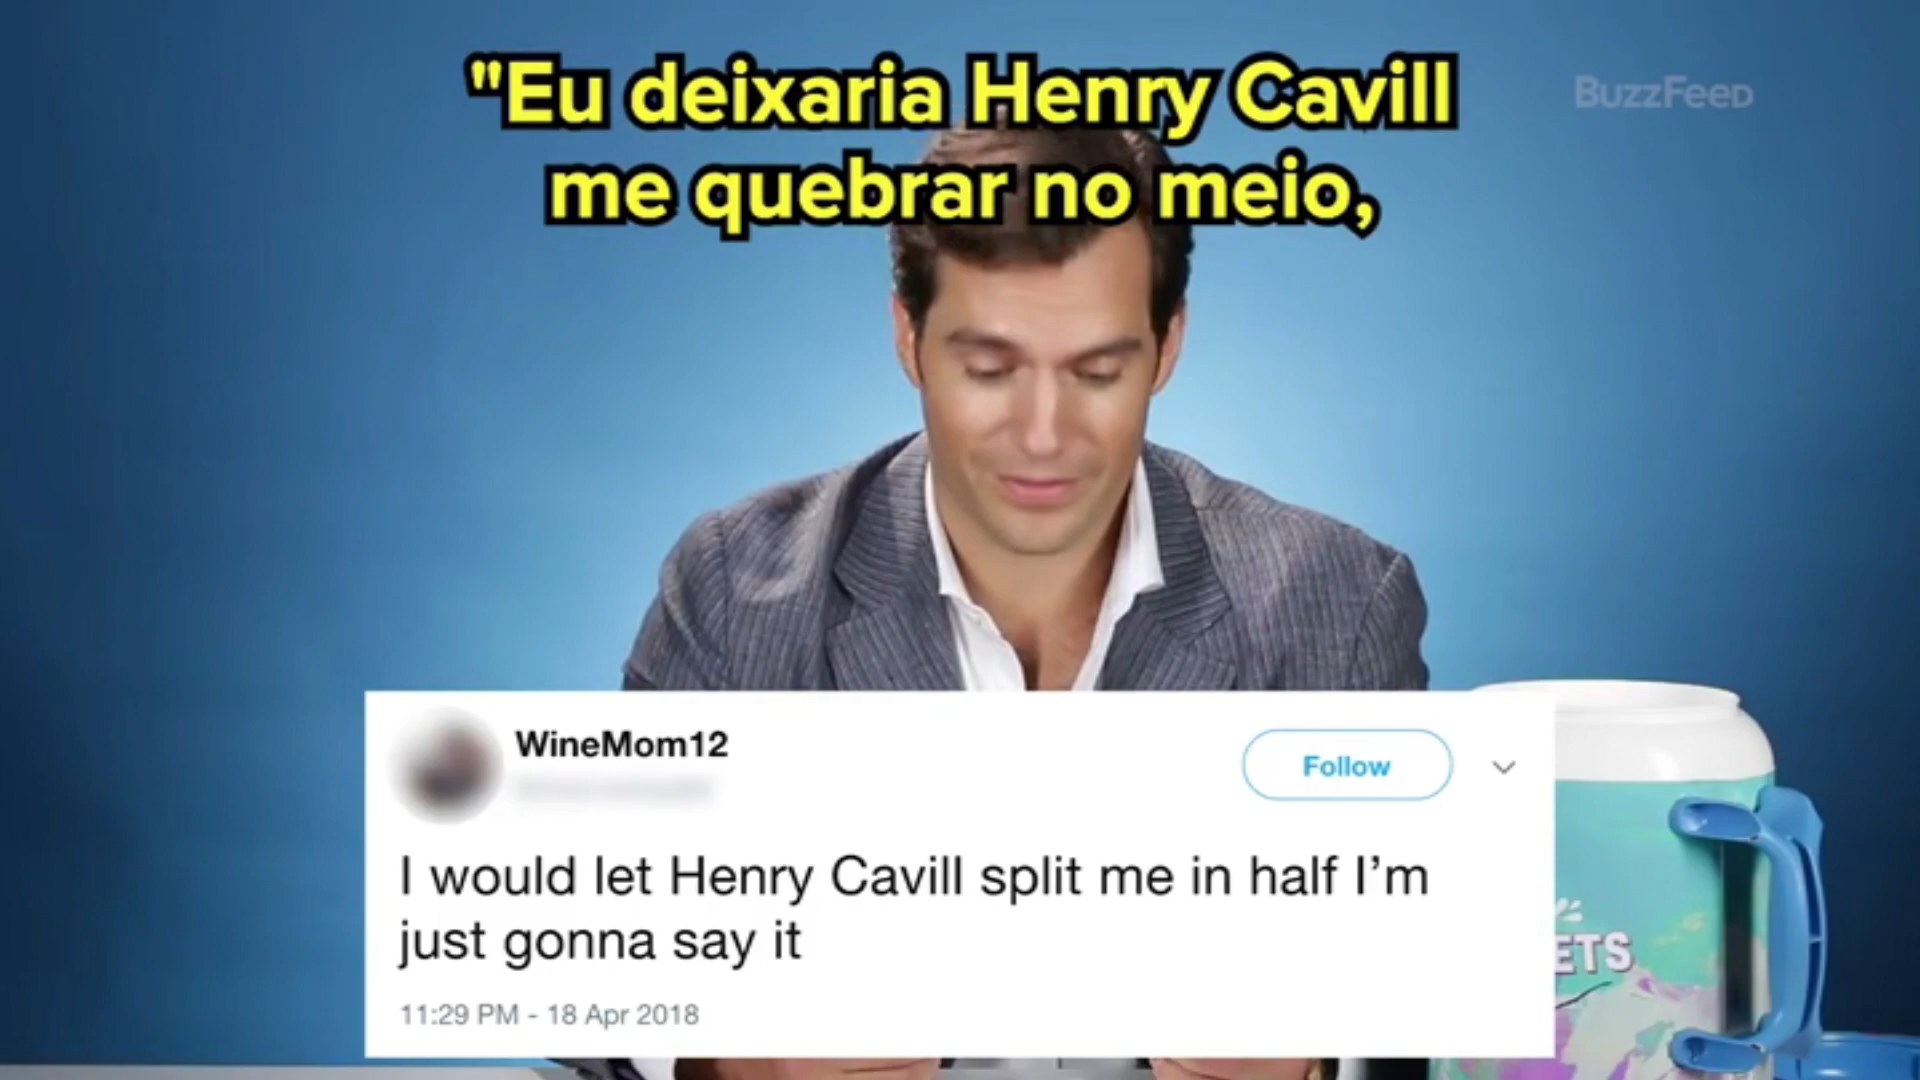 "Eu deixaria Henry Cavill
me quebrar no meio,
BuzzFeed
WineMom12
Follow
I would let Henry Cavill split me in half I'm
just gonna say it
11:29 PM - 18 Apr 2018
ETS